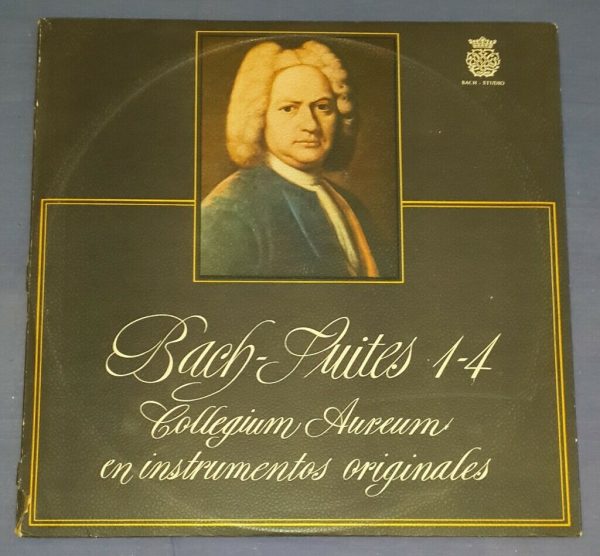 BACH - STUDIO
Bach-Suites 1-4
Collegium Aureum
en instrumentos originales